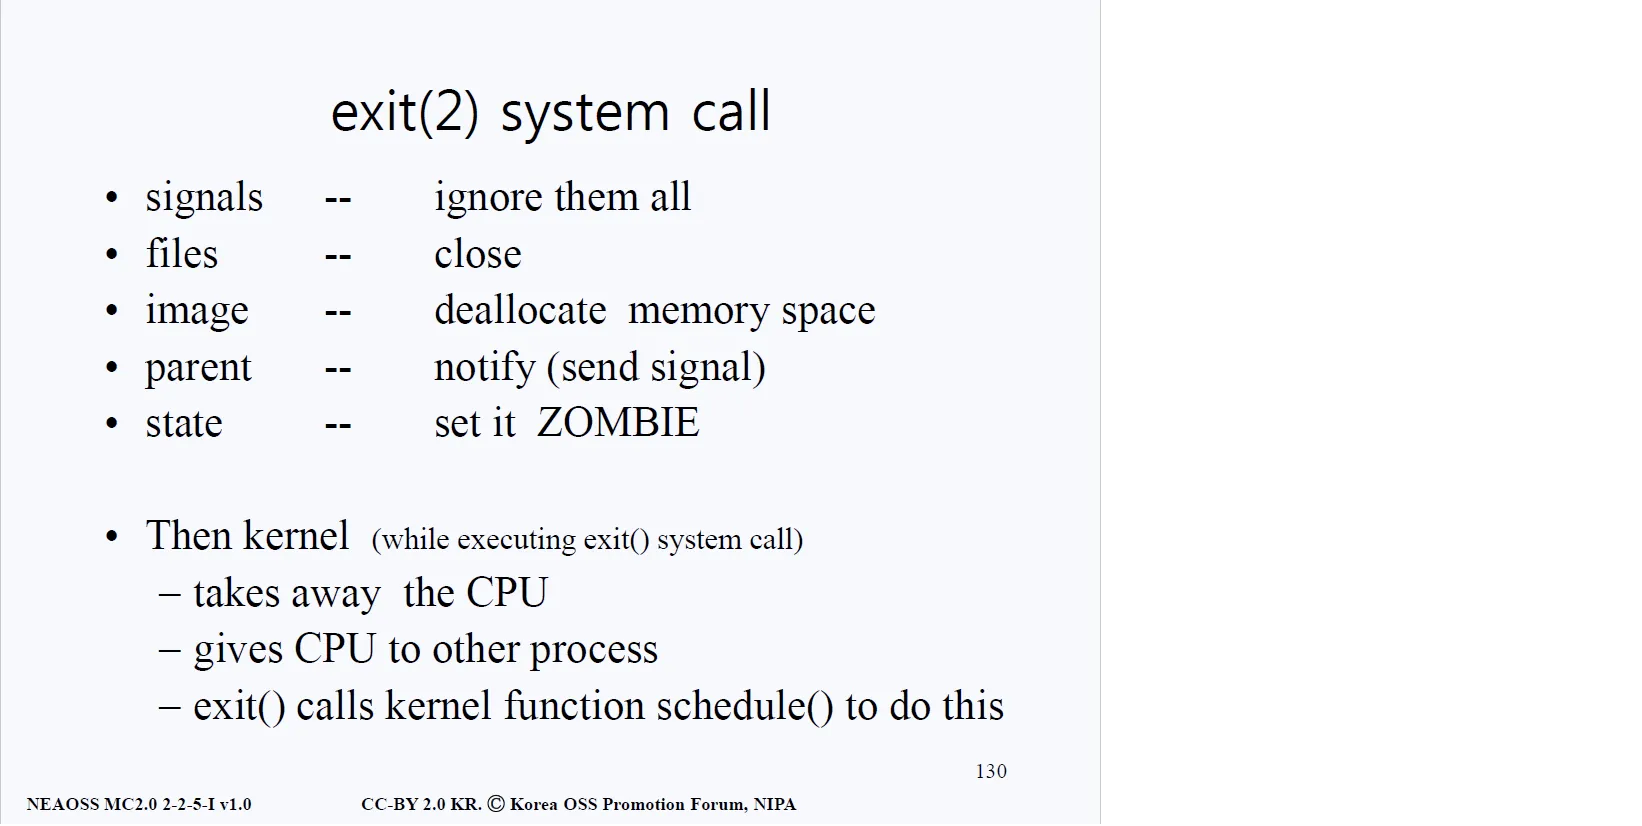 exit(2) system call
• signals -- ignore them all
• files -- close
• image -- deallocate memory space
• parent -- notify (send signal)
• state -- set it ZOMBIE
• Then kernel (while executing exit() system call)
– takes away the CPU
– gives CPU to other process
– exit() calls kernel function schedule() to do this
130
NEAOSS MC2.0 2-2-5-I v1.0 CC-BY 2.0 KR. Ⓒ Korea OSS Promotion Forum, NIPA